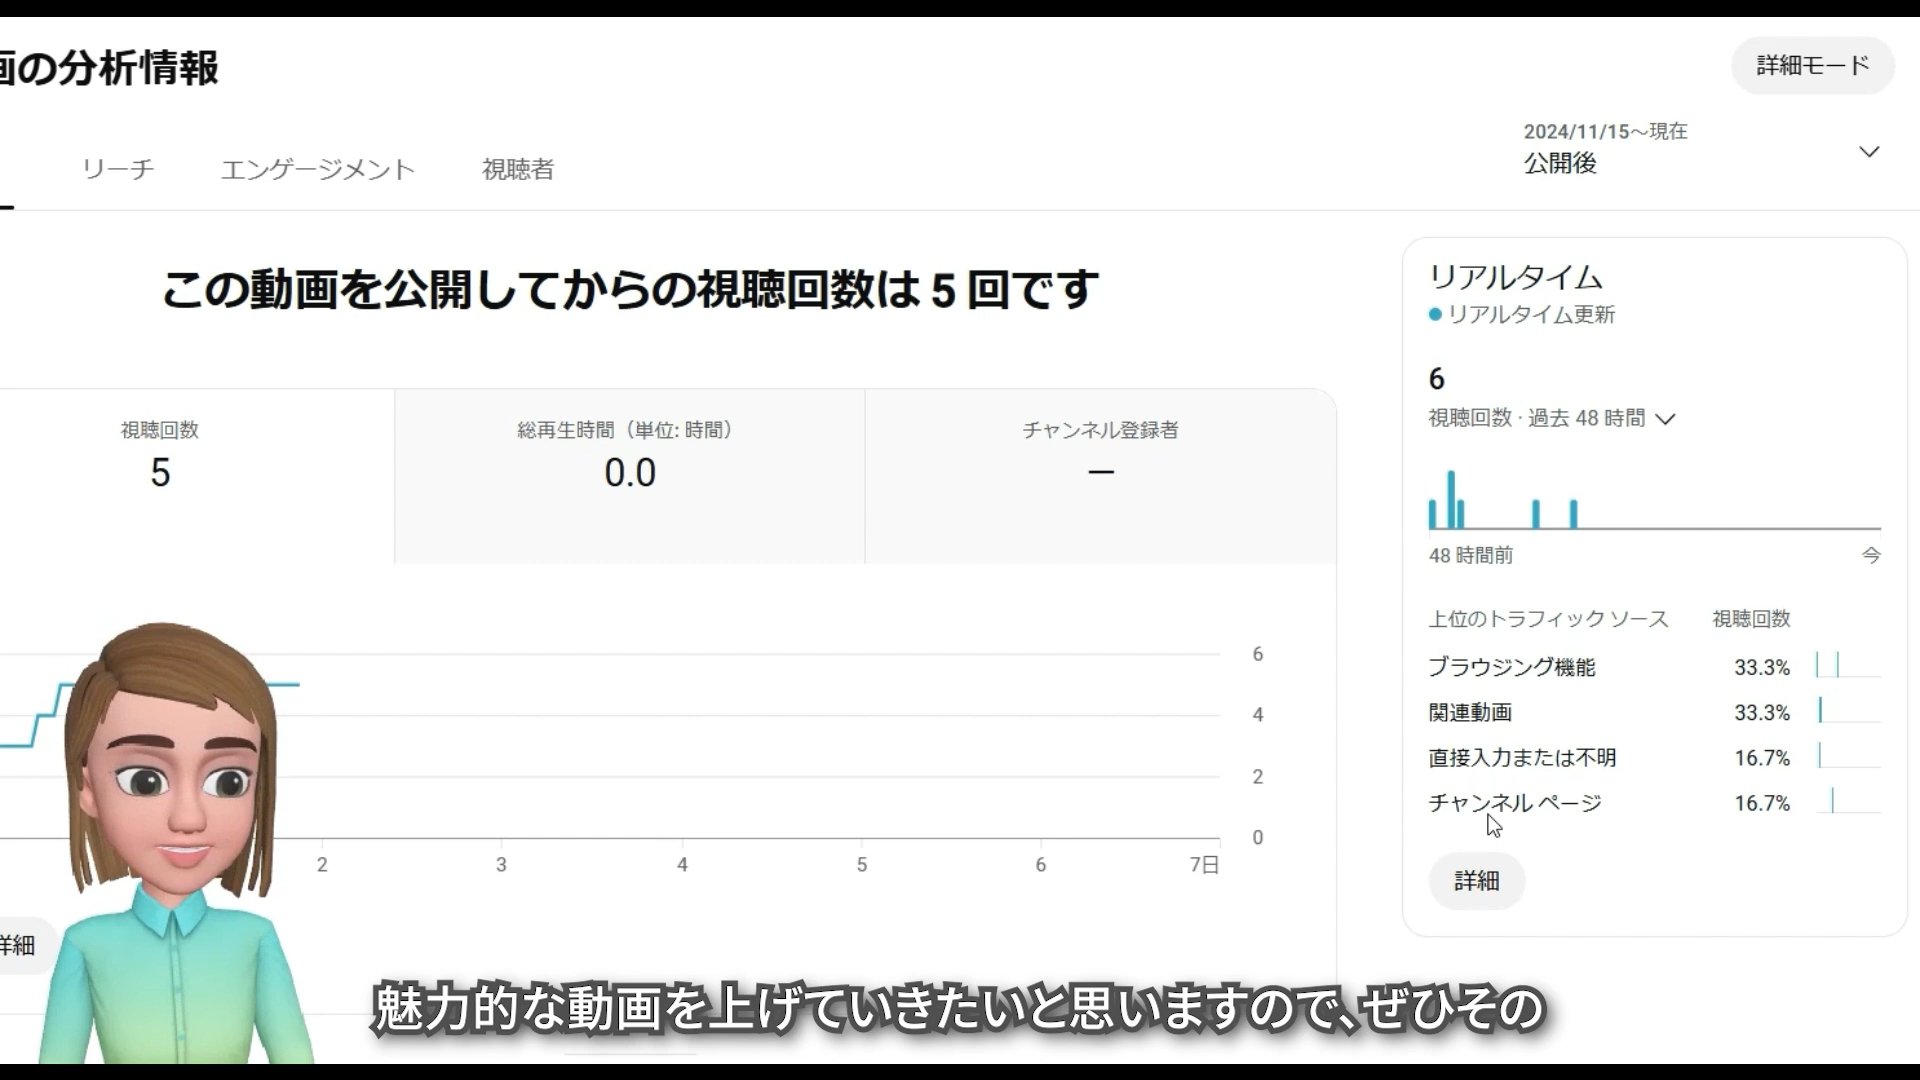 画の分析情報
詳細モード
リーチ
エンゲージメント
視聴者
2024/11/15～現在
公開後
この動画を公開してからの視聴回数は 5 回です
視聴回数
5
総再生時間（単位: 時間）
0.0
チャンネル登録者
—
6
4
2
0
2
3
4
5
6
7日
詳細
リアルタイム
リアルタイム更新
6
視聴回数 · 過去 48 時間
48 時間前
今
上位のトラフィック ソース
視聴回数
ブラウジング機能
33.3%
関連動画
33.3%
直接入力または不明
16.7%
チャンネル ページ
16.7%
詳細
魅力的な動画を上げていきたいと思いますので、ぜひその